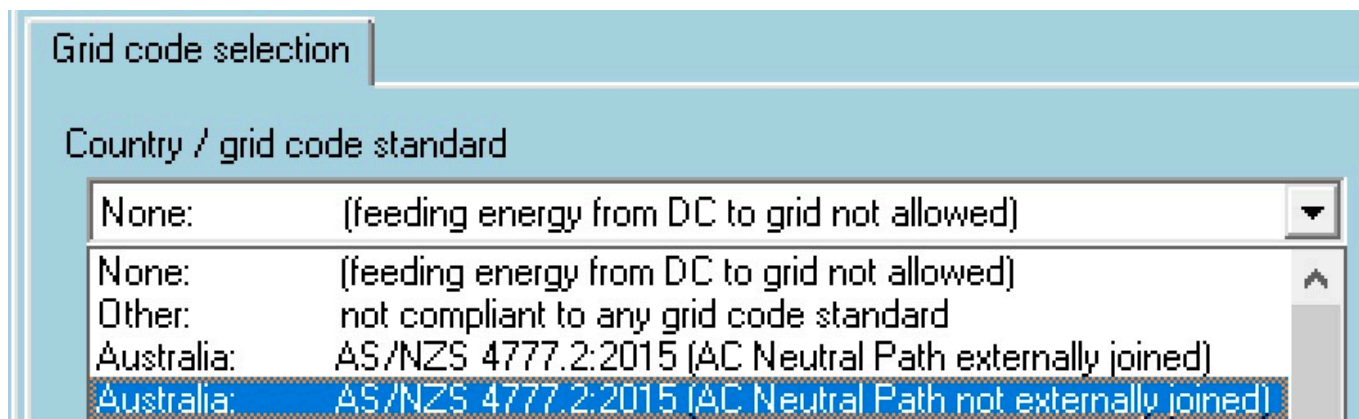 Grid code selection
Country / grid code standard
None: (feeding energy from DC to grid not allowed)
None: (feeding energy from DC to grid not allowed)
Other: not compliant to any grid code standard
Australia: AS/NZS 4777.2:2015 (AC Neutral Path externally joined)
Australia: AS/NZS 4777.2:2015 (AC Neutral Path not externally joined)